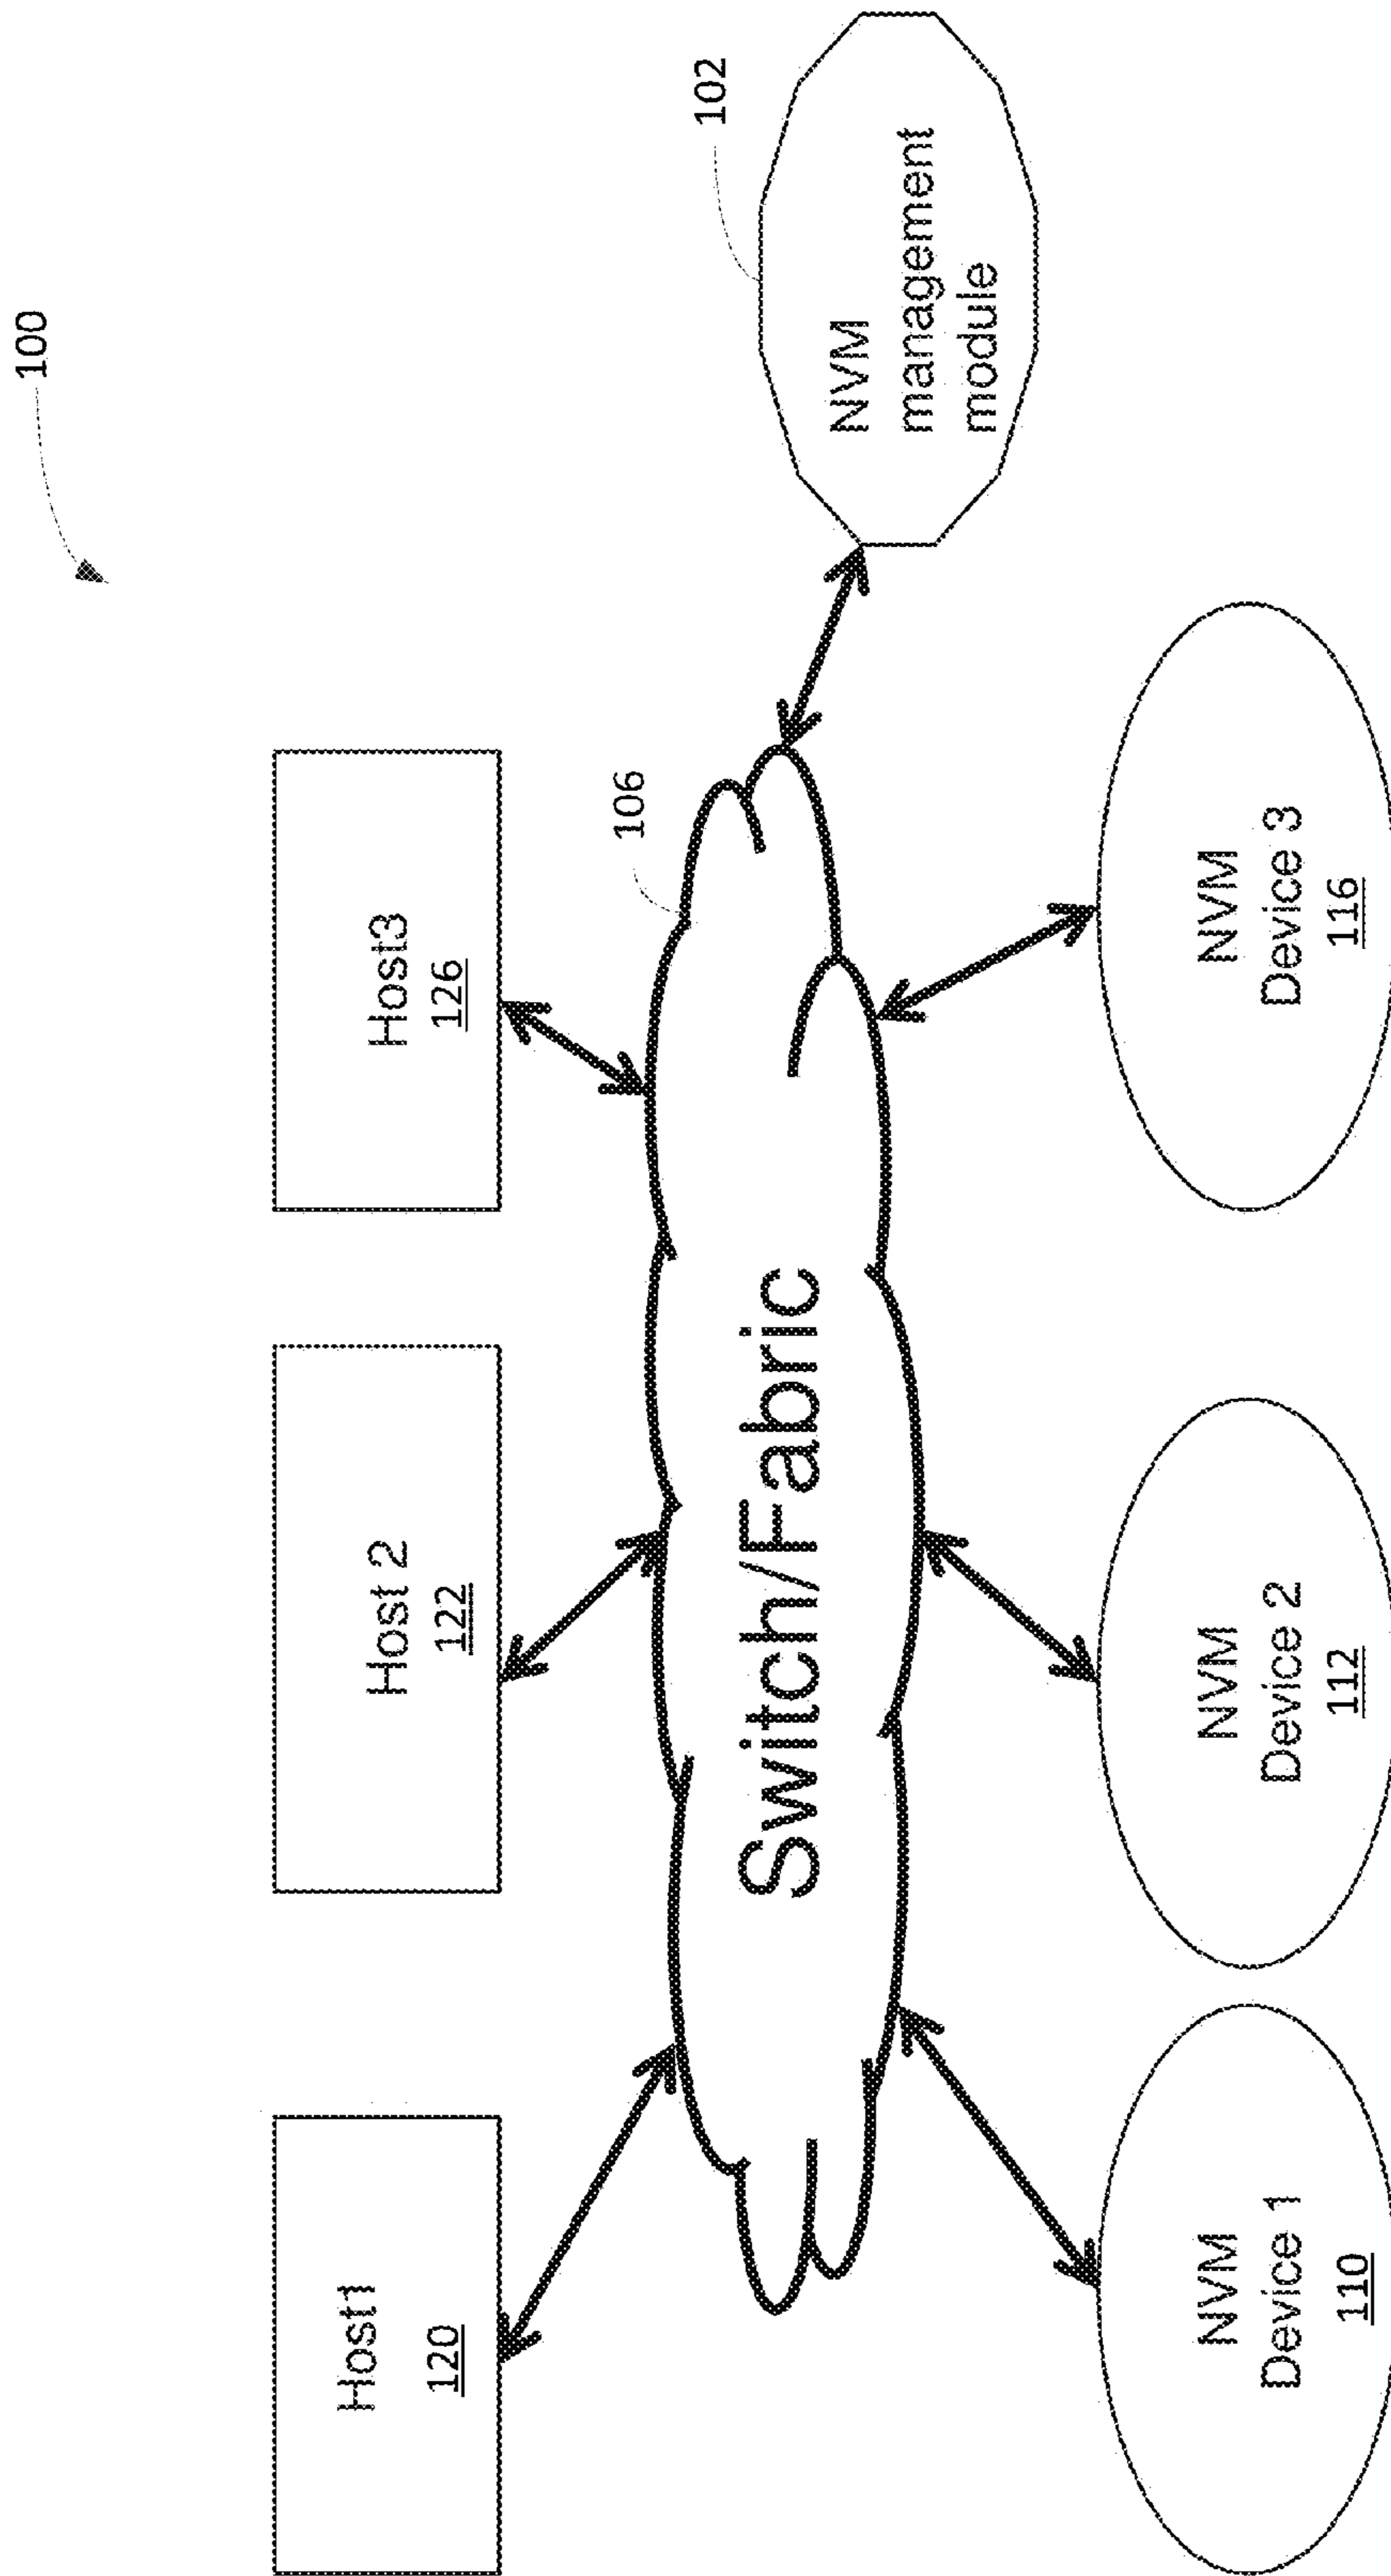 100
Host1
120
Host 2
122
Host3
126
106
Switch/Fabric
102
NVM
management
module
NVM
Device 1
110
NVM
Device 2
112
NVM
Device 3
116